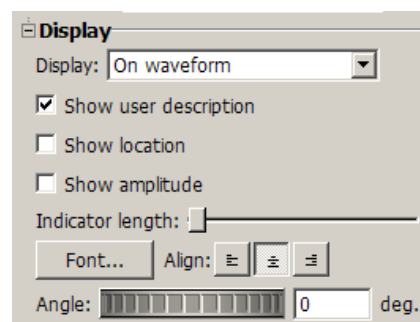 Display
Display: On waveform
Show user description
Show location
Show amplitude
Indicator length:
Font... Align:
Angle: 0 deg.